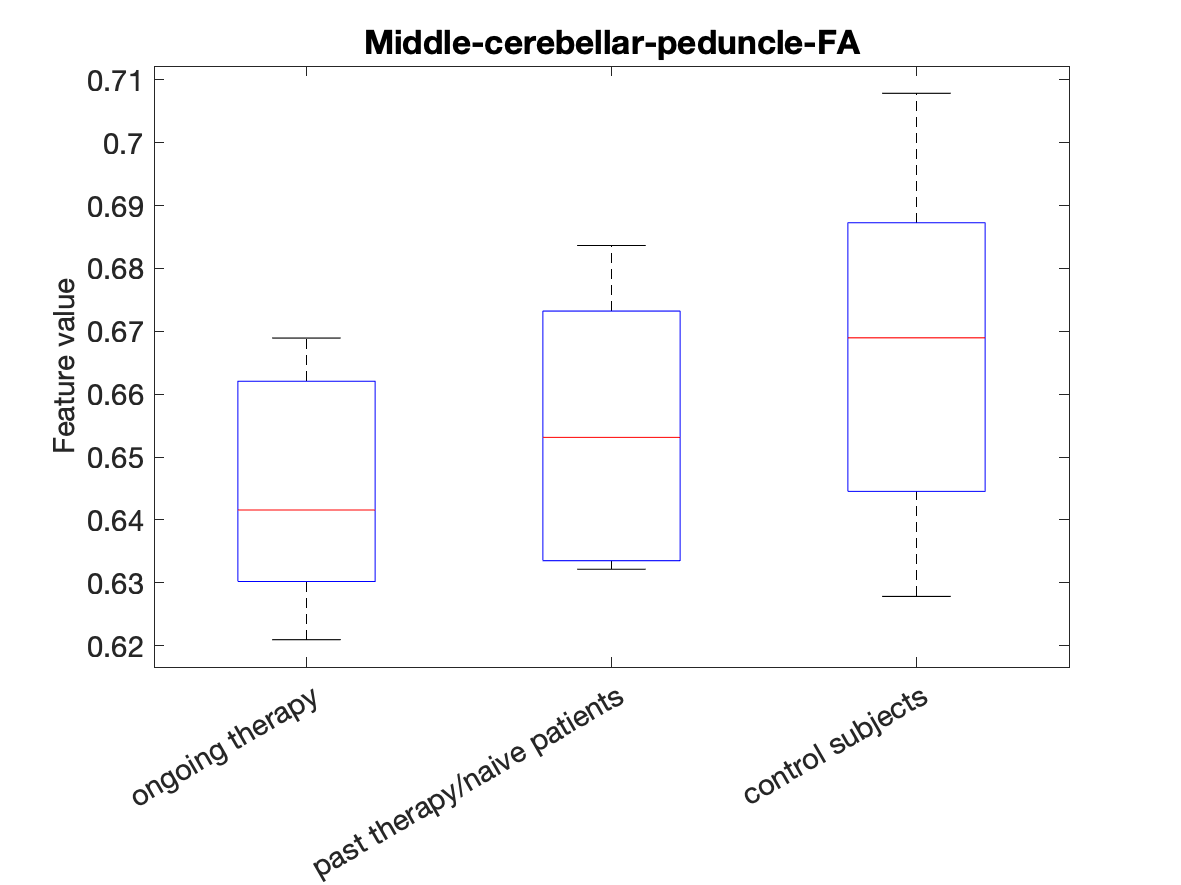 Middle-cerebellar-peduncle-FA
0.71
0.7
0.69
0.68
0.67
0.66
0.65
0.64
0.63
0.62
Feature value
ongoing therapy
past therapy/naive patients
control subjects